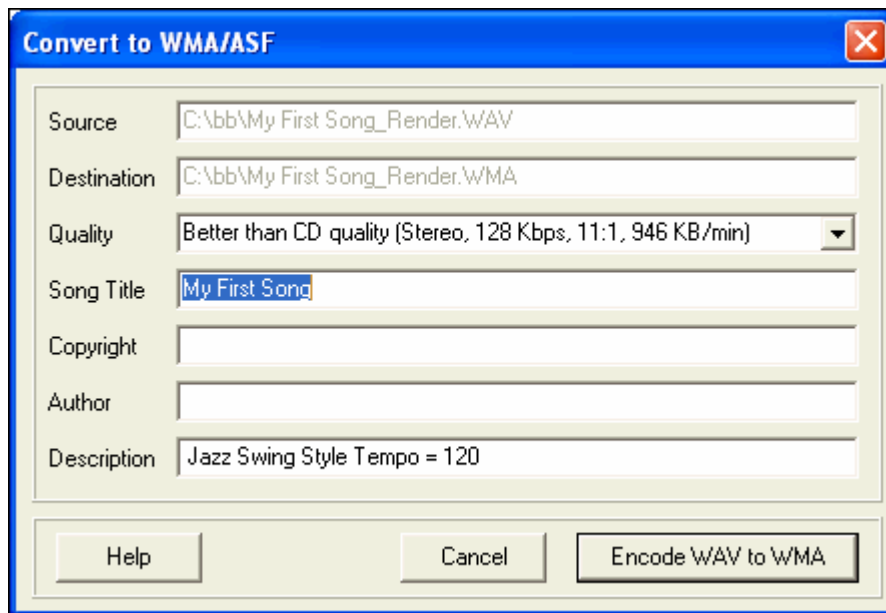 Convert to WMA/ASF
Source C:\bb\My First Song_Render.WAV
Destination C:\bb\My First Song_Render.WMA
Quality Better than CD quality (Stereo, 128 Kbps, 11:1, 946 KB/min)
Song Title My First Song
Copyright
Author
Description Jazz Swing Style Tempo = 120
Help Cancel Encode WAV to WMA